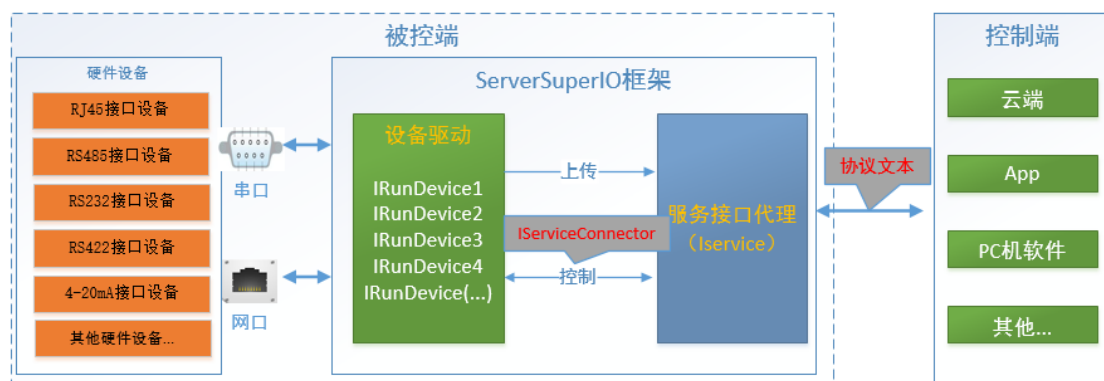 被控端
硬件设备
RJ45接口设备
RS485接口设备
RS232接口设备
RS422接口设备
4-20mA接口设备
其他硬件设备...
串口
网口
ServerSuperIO框架
设备驱动
IRunDevice1
IRunDevice2
IRunDevice3
IRunDevice4
IRunDevice(...)
上传
IServiceConnector
控制
服务接口代理
（Iservice）
协议文本
控制端
云端
App
PC机软件
其他...